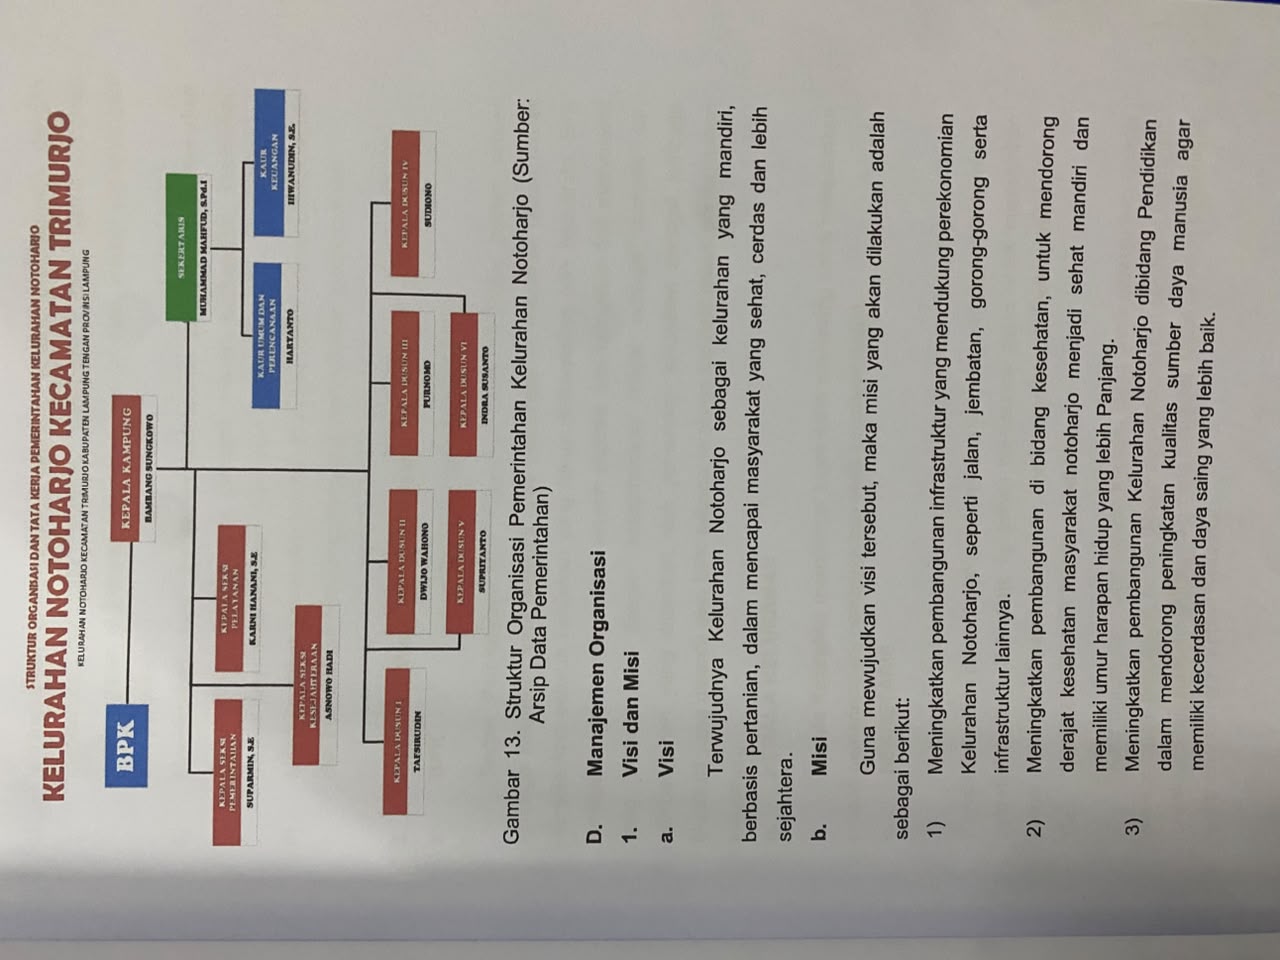 STRUKTUR ORGANISASI DAN TATA KERJA PEMERINTAHAN KELURAHAN NOTOHARJO
KELURAHAN NOTOHARJO KECAMATAN TRIMURJO
KELURAHAN NOTOHARJO KECAMATAN TRIMURJO KABUPATEN LAMPUNG TENGAN PROVINSI LAMPUNG
BPK
KEPALA KAMPUNG
BAMBANG SUNGKOWO
SEKERTARIS
MUHAMMAD MAHFUD, S.Pd.I
KEPALA SEKSI
PEMERINTAHAN
SUPARMIN, S.E
KEPALA SEKSI
PELAYANAN
KARNI HANANI, S.E
KAUR UMUM DAN
PERENCANAAN
HARYANTO
KAUR
KEUANGAN
IHWANUDIN, S.E.
KEPALA SEKSI
KESEJAHTERAAN
ASNOWO HADI
KEPALA DUSUN I
TAFSIRUDIN
KEPALA DUSUN II
DWIJO WAHONO
KEPALA DUSUN III
PURNOMO
KEPALA DUSUN IV
SUDIONO
KEPALA DUSUN V
SUPRIYANTO
KEPALA DUSUN VI
INDRA SUSANTO
Gambar 13. Struktur Organisasi Pemerintahan Kelurahan Notoharjo (Sumber:
Arsip Data Pemerintahan)
D. Manajemen Organisasi
1. Visi dan Misi
a. Visi
Terwujudnya Kelurahan Notoharjo sebagai kelurahan yang mandiri,
berbasis pertanian, dalam mencapai masyarakat yang sehat, cerdas dan lebih
sejahtera.
b. Misi
Guna mewujudkan visi tersebut, maka misi yang akan dilakukan adalah
sebagai berikut:
1) Meningkatkan pembangunan infrastruktur yang mendukung perekonomian
Kelurahan Notoharjo, seperti jalan, jembatan, gorong-gorong serta
infrastruktur lainnya.
2) Meningkatkan pembangunan di bidang kesehatan, untuk mendorong
derajat kesehatan masyarakat notoharjo menjadi sehat mandiri dan
memiliki umur harapan hidup yang lebih Panjang.
3) Meningkatkan pembangunan Kelurahan Notoharjo dibidang Pendidikan
dalam mendorong peningkatan kualitas sumber daya manusia agar
memiliki kecerdasan dan daya saing yang lebih baik.